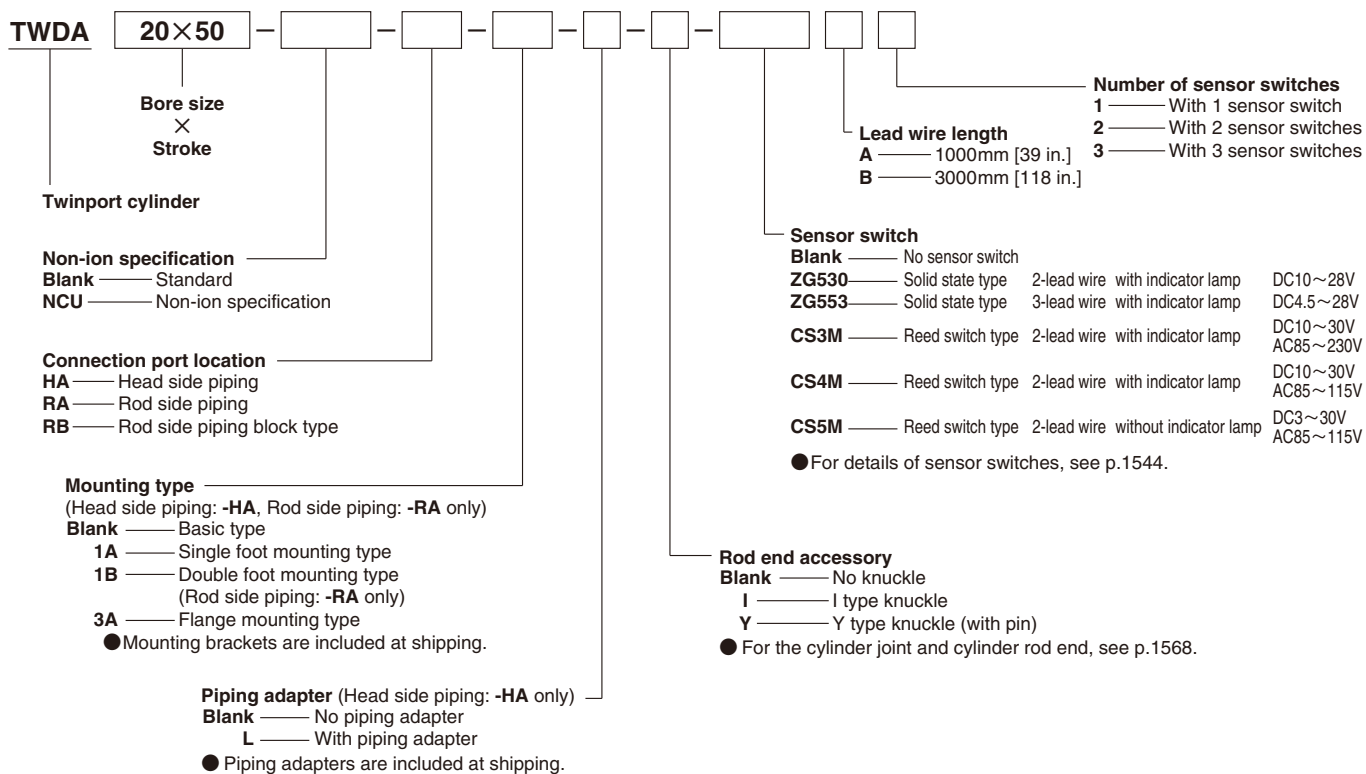 TWDA 20×50 – – – – – –
Bore size
×
Stroke
Twinport cylinder
Number of sensor switches
1 With 1 sensor switch
2 With 2 sensor switches
3 With 3 sensor switches
Lead wire length
A 1000mm [39 in.]
B 3000mm [118 in.]
Non-ion specification
Blank Standard
NCU Non-ion specification
Connection port location
HA Head side piping
RA Rod side piping
RB Rod side piping block type
Sensor switch
Blank No sensor switch
ZG530 Solid state type 2-lead wire with indicator lamp DC10~28V
ZG553 Solid state type 3-lead wire with indicator lamp DC4.5~28V
CS3M Reed switch type 2-lead wire with indicator lamp DC10~30V
AC85~230V
CS4M Reed switch type 2-lead wire with indicator lamp DC10~30V
AC85~115V
CS5M Reed switch type 2-lead wire without indicator lamp DC3~30V
AC85~115V
●For details of sensor switches, see p.1544.
Mounting type
(Head side piping: -HA, Rod side piping: -RA only)
Blank Basic type
1A Single foot mounting type
1B Double foot mounting type
(Rod side piping: -RA only)
3A Flange mounting type
●Mounting brackets are included at shipping.
Rod end accessory
Blank No knuckle
I I type knuckle
Y Y type knuckle (with pin)
● For the cylinder joint and cylinder rod end, see p.1568.
Piping adapter (Head side piping: -HA only)
Blank No piping adapter
L With piping adapter
● Piping adapters are included at shipping.